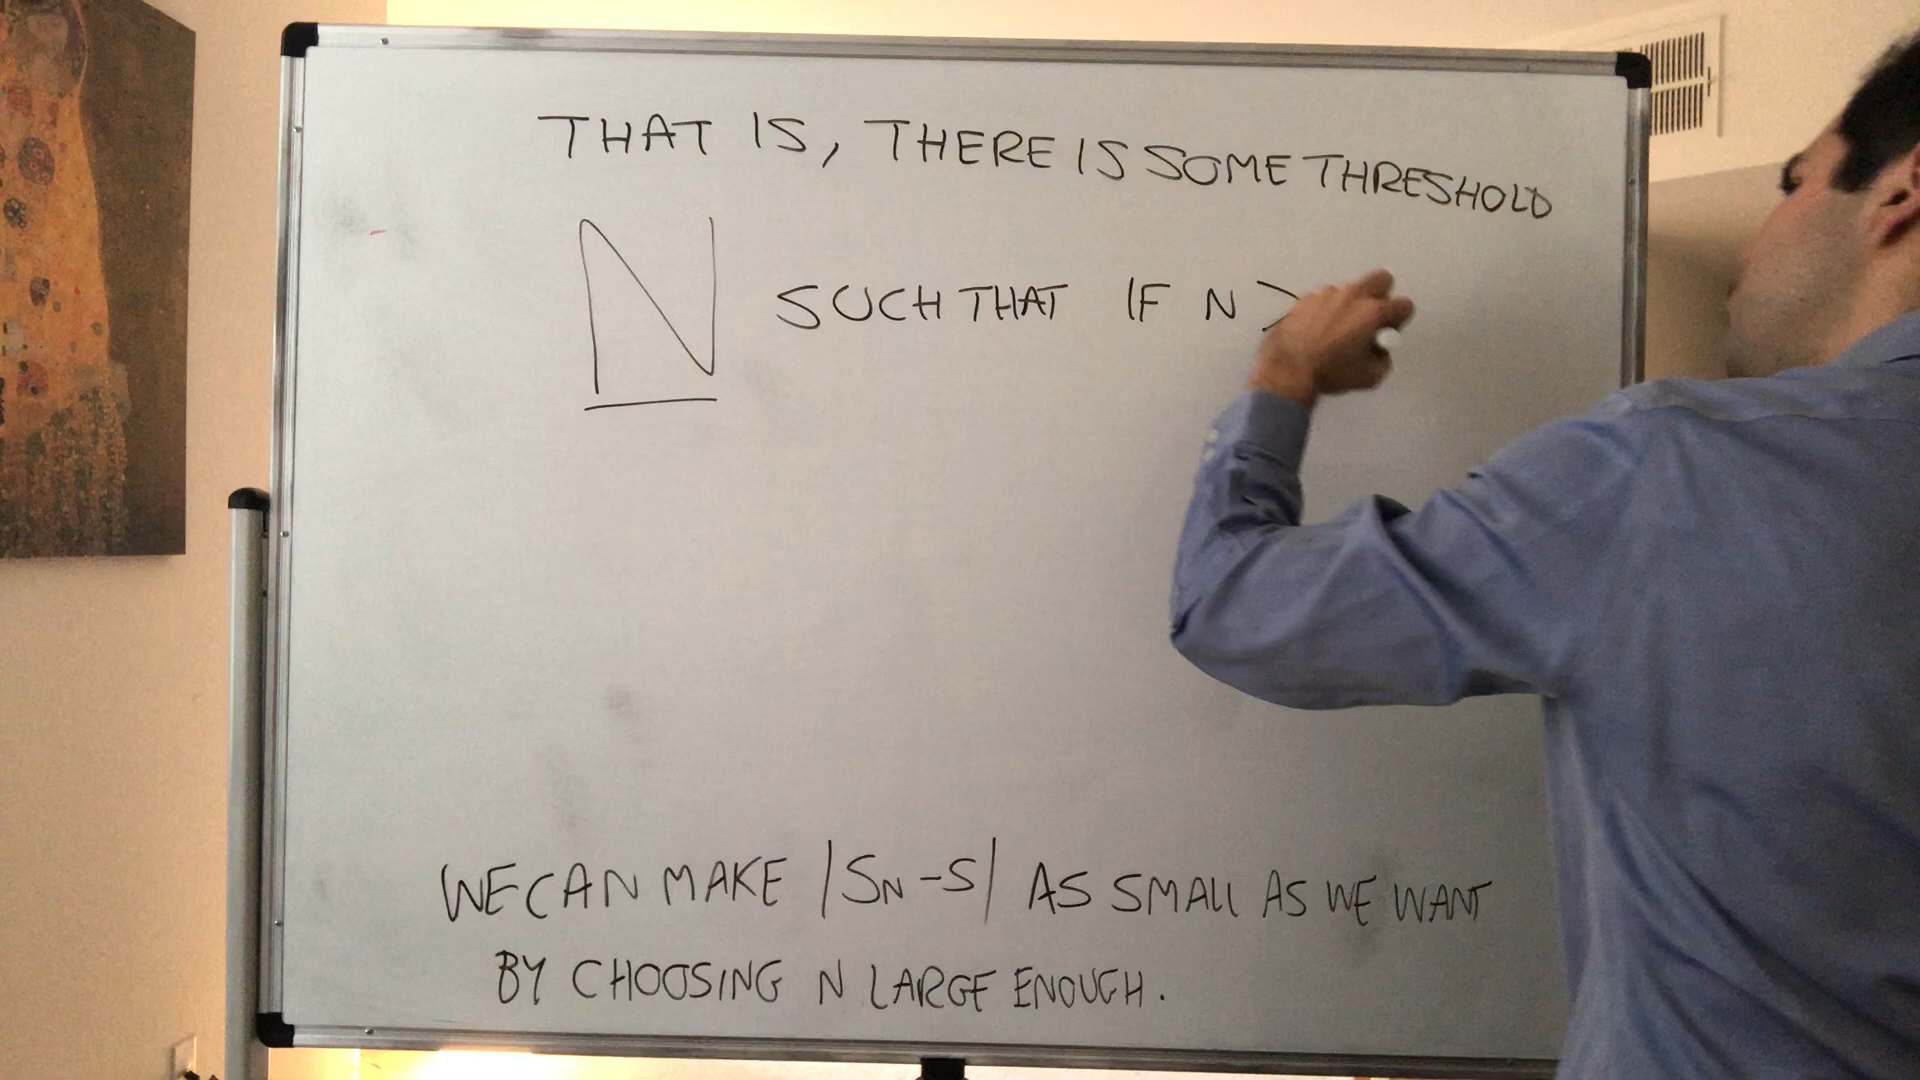 THAT IS, THERE IS SOME THRESHOLD
N SUCH THAT IF N >
WE CAN MAKE |SN-S| AS SMALL AS WE WANT
BY CHOOSING N LARGE ENOUGH.